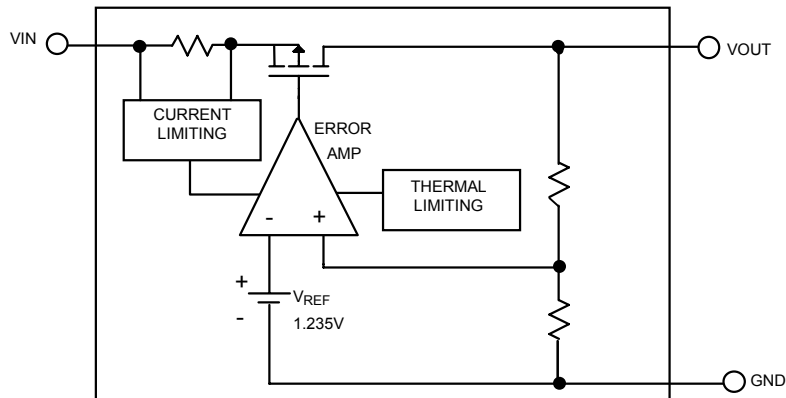 VIN
VOUT
CURRENT
LIMITING
ERROR
AMP
THERMAL
LIMITING
- +
+
VREF
-
1.235V
GND